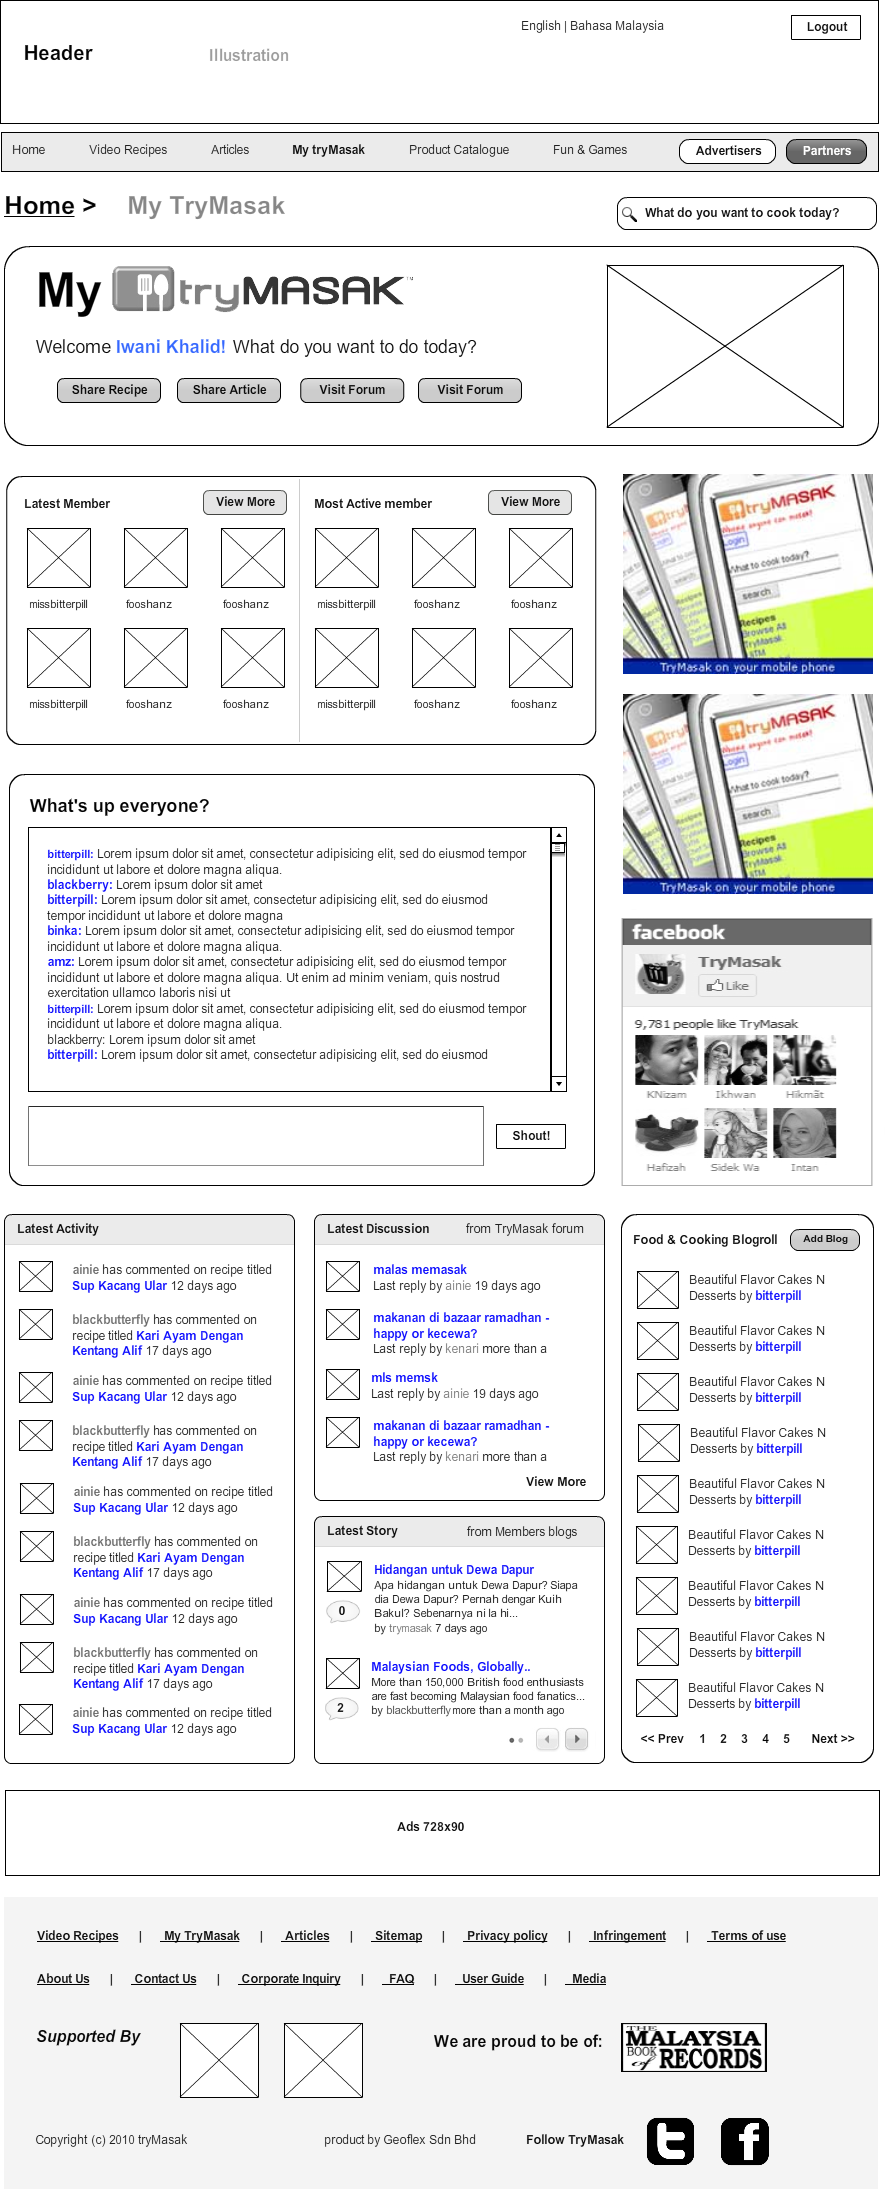 English | Bahasa Malaysia
Logout
Header
Illustration
Home
Video Recipes
Articles
My tryMasak
Product Catalogue
Fun & Games
Advertisers
Partners
Home >
My TryMasak
What do you want to cook today?
My tryMASAK™
Welcome Iwani Khalid! What do you want to do today?
Share Recipe
Share Article
Visit Forum
Visit Forum
Latest Member
View More
missbitterpill
fooshanz
fooshanz
missbitterpill
fooshanz
fooshanz
Most Active member
View More
missbitterpill
fooshanz
fooshanz
missbitterpill
fooshanz
fooshanz
tryMASAK
Where anyone can masak!
Login
What to cook today?
search
Recipes
Browse All
TryMasak
TryMasak on your mobile phone
tryMASAK
Where anyone can masak!
Login
What to cook today?
search
Recipes
Browse All
TryMasak
STM
TryMasak on your mobile phone
What's up everyone?
bitterpill: Lorem ipsum dolor sit amet, consectetur adipisicing elit, sed do eiusmod tempor
incididunt ut labore et dolore magna aliqua.
blackberry: Lorem ipsum dolor sit amet
bitterpill: Lorem ipsum dolor sit amet, consectetur adipisicing elit, sed do eiusmod
tempor incididunt ut labore et dolore magna
binka: Lorem ipsum dolor sit amet, consectetur adipisicing elit, sed do eiusmod tempor
incididunt ut labore et dolore magna aliqua.
amz: Lorem ipsum dolor sit amet, consectetur adipisicing elit, sed do eiusmod tempor
incididunt ut labore et dolore magna aliqua. Ut enim ad minim veniam, quis nostrud
exercitation ullamco laboris nisi ut
bitterpill: Lorem ipsum dolor sit amet, consectetur adipisicing elit, sed do eiusmod tempor
incididunt ut labore et dolore magna aliqua.
blackberry: Lorem ipsum dolor sit amet
bitterpill: Lorem ipsum dolor sit amet, consectetur adipisicing elit, sed do eiusmod
Shout!
facebook
TryMasak
Like
9,781 people like TryMasak
KNizam
Ikhwan
Hikmãt
Hafizah
Sidek Wa
Intan
Latest Activity
ainie has commented on recipe titled
Sup Kacang Ular 12 days ago
blackbutterfly has commented on
recipe titled Kari Ayam Dengan
Kentang Alif 17 days ago
ainie has commented on recipe titled
Sup Kacang Ular 12 days ago
blackbutterfly has commented on
recipe titled Kari Ayam Dengan
Kentang Alif 17 days ago
ainie has commented on recipe titled
Sup Kacang Ular 12 days ago
blackbutterfly has commented on
recipe titled Kari Ayam Dengan
Kentang Alif 17 days ago
ainie has commented on recipe titled
Sup Kacang Ular 12 days ago
blackbutterfly has commented on
recipe titled Kari Ayam Dengan
Kentang Alif 17 days ago
ainie has commented on recipe titled
Sup Kacang Ular 12 days ago
Latest Discussion
from TryMasak forum
malas memasak
Last reply by ainie 19 days ago
makanan di bazaar ramadhan -
happy or kecewa?
Last reply by kenari more than a
mls memsk
Last reply by ainie 19 days ago
makanan di bazaar ramadhan -
happy or kecewa?
Last reply by kenari more than a
View More
Latest Story
from Members blogs
Hidangan untuk Dewa Dapur
Apa hidangan untuk Dewa Dapur? Siapa
dia Dewa Dapur? Pernah dengar Kuih
Bakul? Sebenarnya ni la hi...
by trymasak 7 days ago
0
Malaysian Foods, Globally..
More than 150,000 British food enthusiasts
are fast becoming Malaysian food fanatics...
by blackbutterfly more than a month ago
2
Food & Cooking Blogroll
Add Blog
Beautiful Flavor Cakes N
Desserts by bitterpill
Beautiful Flavor Cakes N
Desserts by bitterpill
Beautiful Flavor Cakes N
Desserts by bitterpill
Beautiful Flavor Cakes N
Desserts by bitterpill
Beautiful Flavor Cakes N
Desserts by bitterpill
Beautiful Flavor Cakes N
Desserts by bitterpill
Beautiful Flavor Cakes N
Desserts by bitterpill
Beautiful Flavor Cakes N
Desserts by bitterpill
Beautiful Flavor Cakes N
Desserts by bitterpill
<< Prev 1 2 3 4 5 Next >>
Ads 728x90
Video Recipes | My TryMasak | Articles | Sitemap | Privacy policy | Infringement | Terms of use
About Us | Contact Us | Corporate Inquiry | FAQ | User Guide | Media
Supported By
We are proud to be of:
THE
MALAYSIA
BOOK of RECORDS
Copyright (c) 2010 tryMasak
product by Geoflex Sdn Bhd
Follow TryMasak